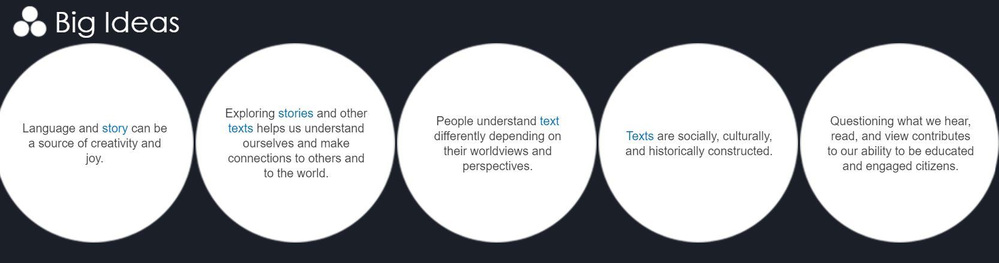 Big Ideas
Language and story can be
a source of creativity and
joy.
Exploring stories and other
texts helps us understand
ourselves and make
connections to others and
to the world.
People understand text
differently depending on
their worldviews and
perspectives.
Texts are socially, culturally,
and historically constructed.
Questioning what we hear,
read, and view contributes
to our ability to be educated
and engaged citizens.